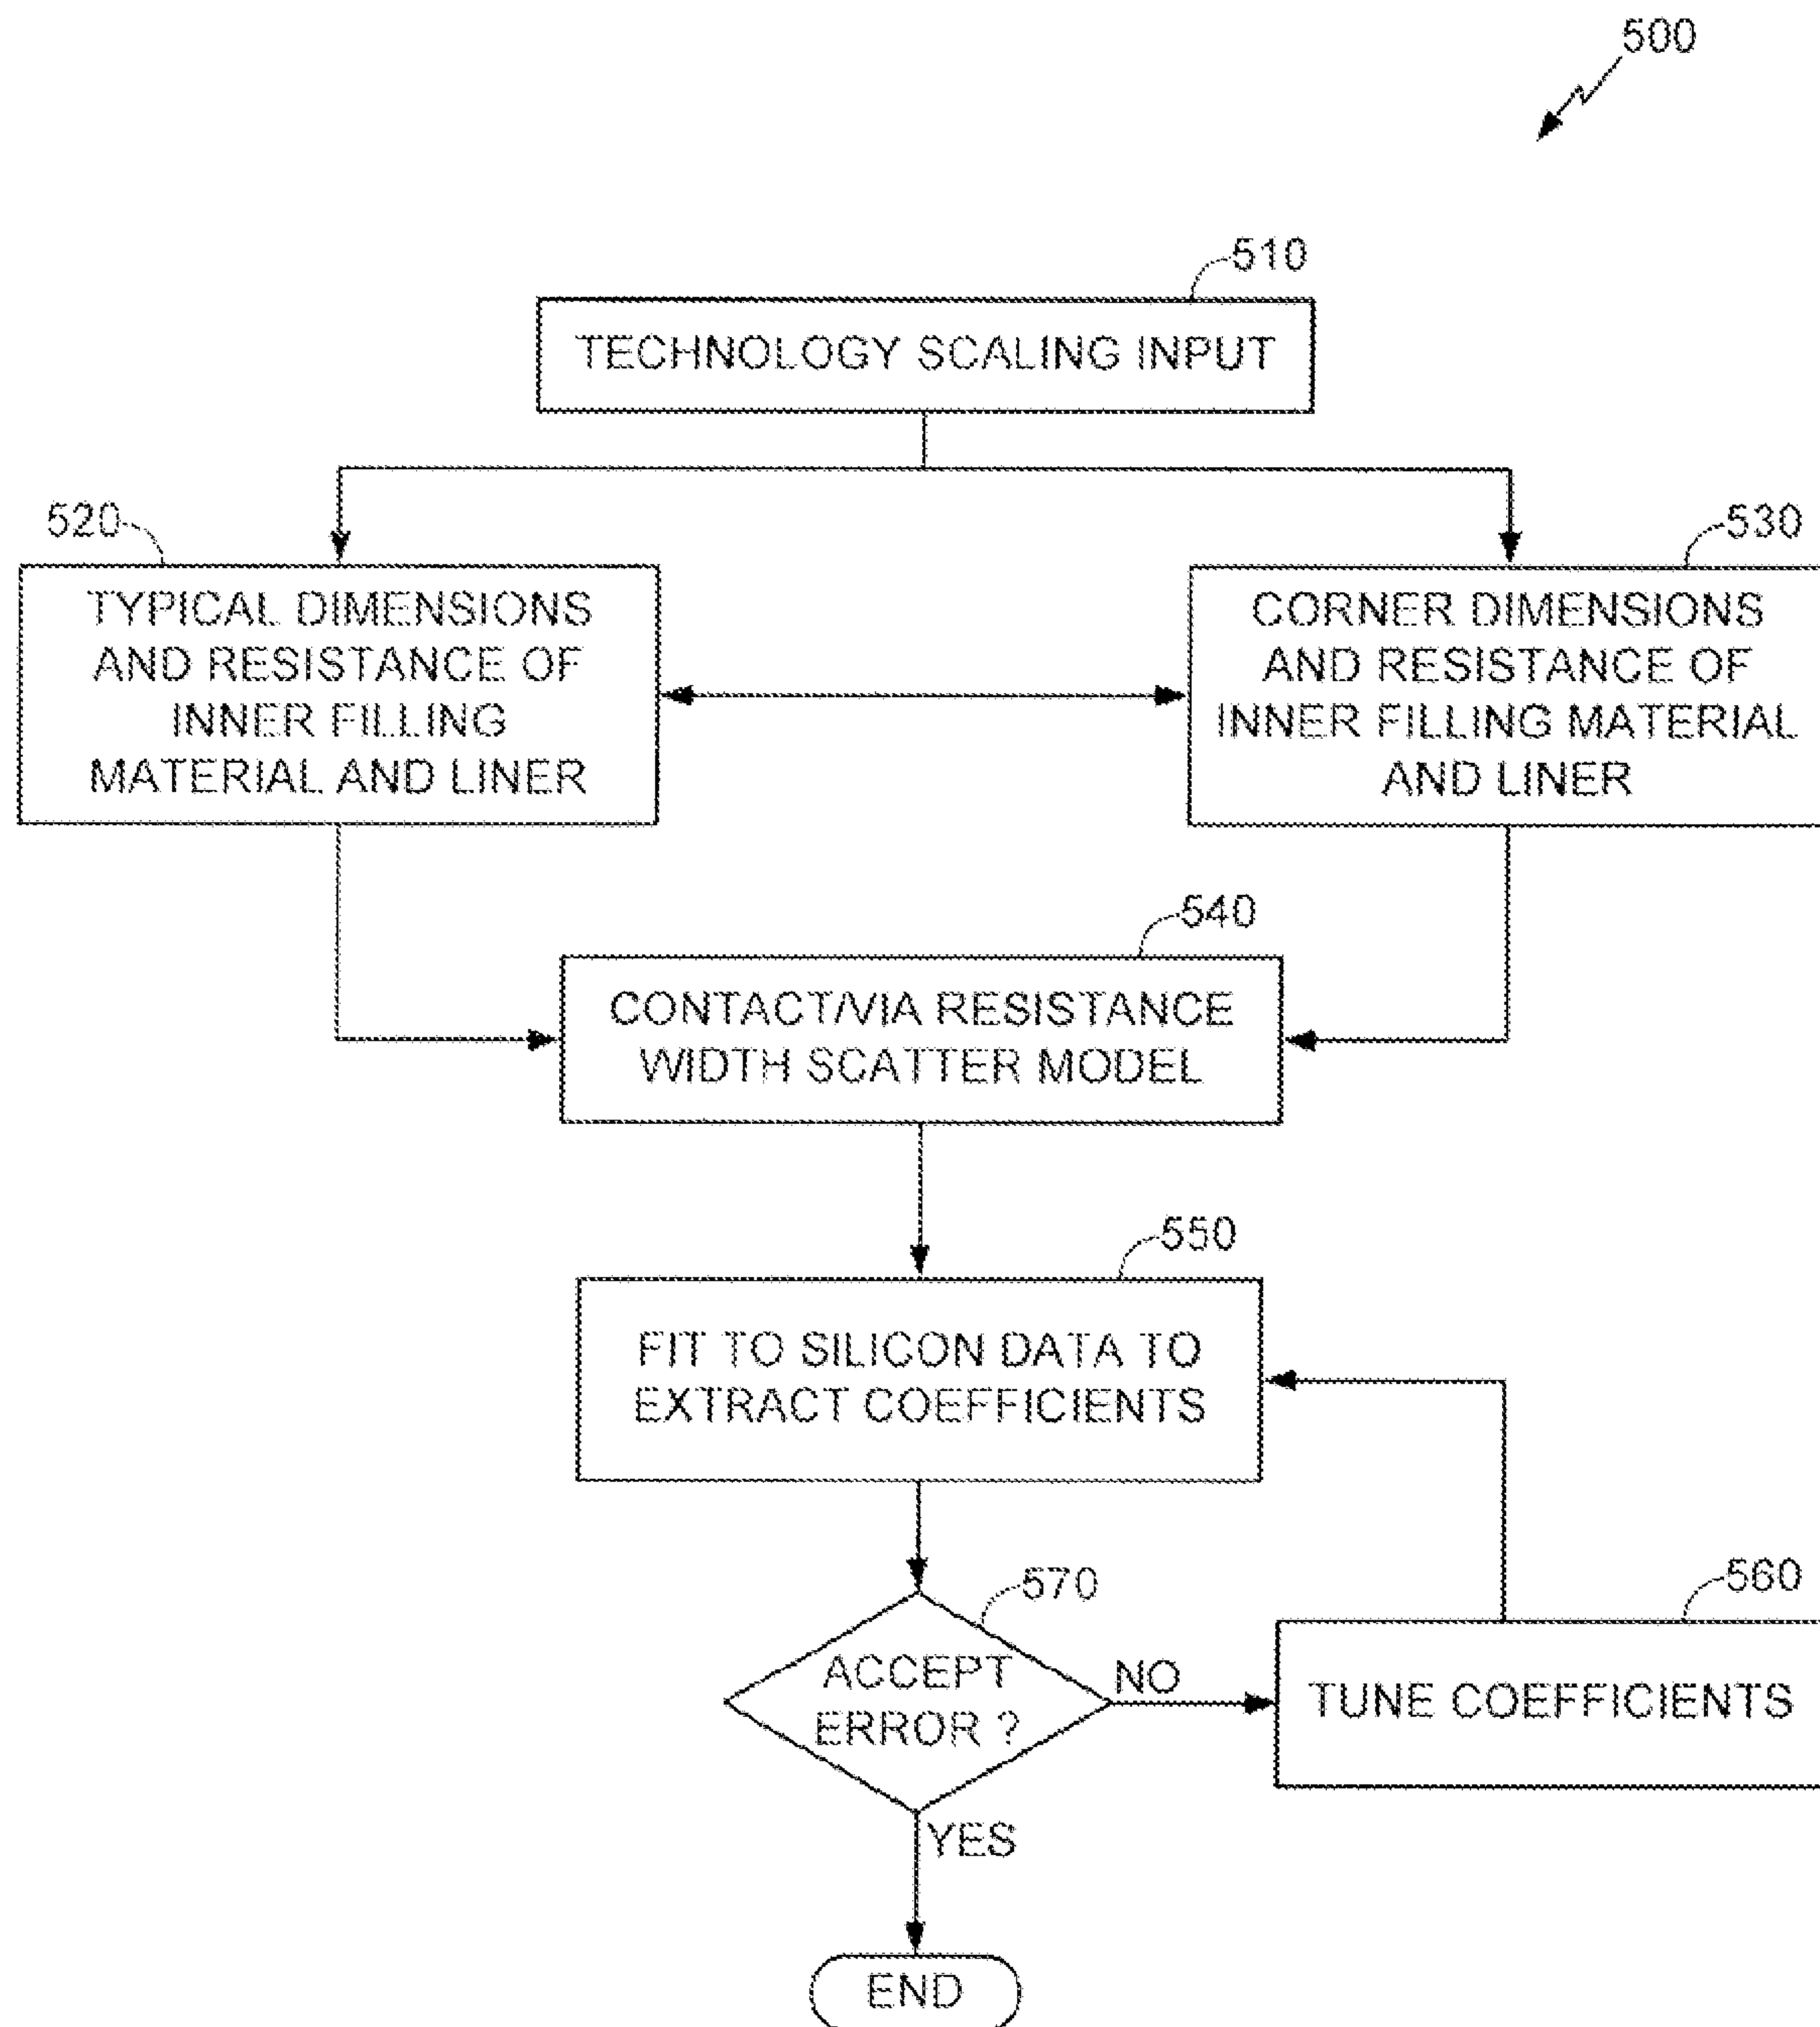 500
510
TECHNOLOGY SCALING INPUT
520
TYPICAL DIMENSIONS
AND RESISTANCE OF
INNER FILLING
MATERIAL AND LINER
530
CORNER DIMENSIONS
AND RESISTANCE OF
INNER FILLING MATERIAL
AND LINER
540
CONTACT/VIA RESISTANCE
WIDTH SCATTER MODEL
550
FIT TO SILICON DATA TO
EXTRACT COEFFICIENTS
570
ACCEPT
ERROR ?
NO
560
TUNE COEFFICIENTS
YES
END